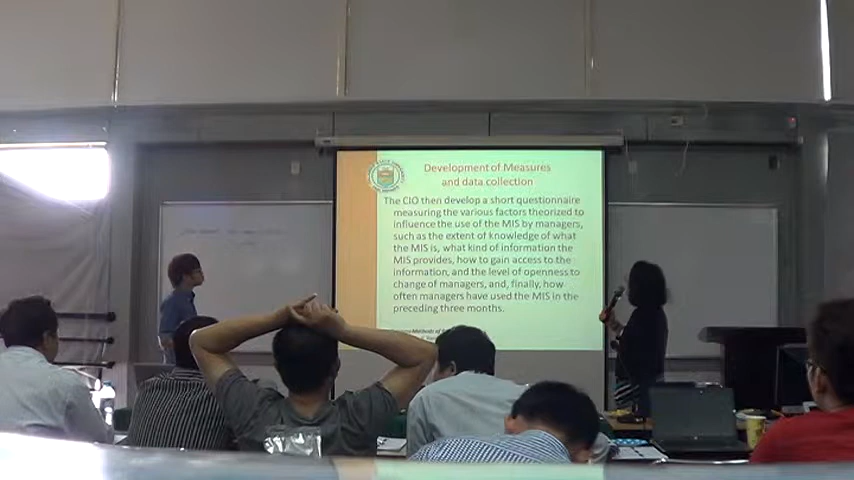 Development of Measures
and data collection
The CIO then develop a short questionnaire
measuring the various factors theorized to
influence the use of the MIS by managers,
such as the extent of knowledge of what
the MIS is, what kind of information the
MIS provides, how to gain access to the
information, and the level of openness to
change of managers, and, finally, how
often managers have used the MIS in the
preceding three months.
Methods of